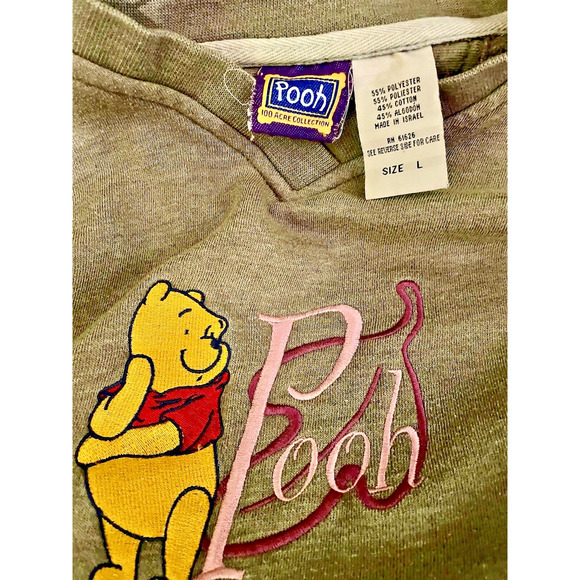 Pooh
100 ACRE COLLECTION
55% POLYESTER
55% POLIESTER
45% COTTON
45% ALGODON
MADE IN ISRAEL
RN 61626
SEE REVERSE SIDE FOR CARE
SIZE L
Pooh